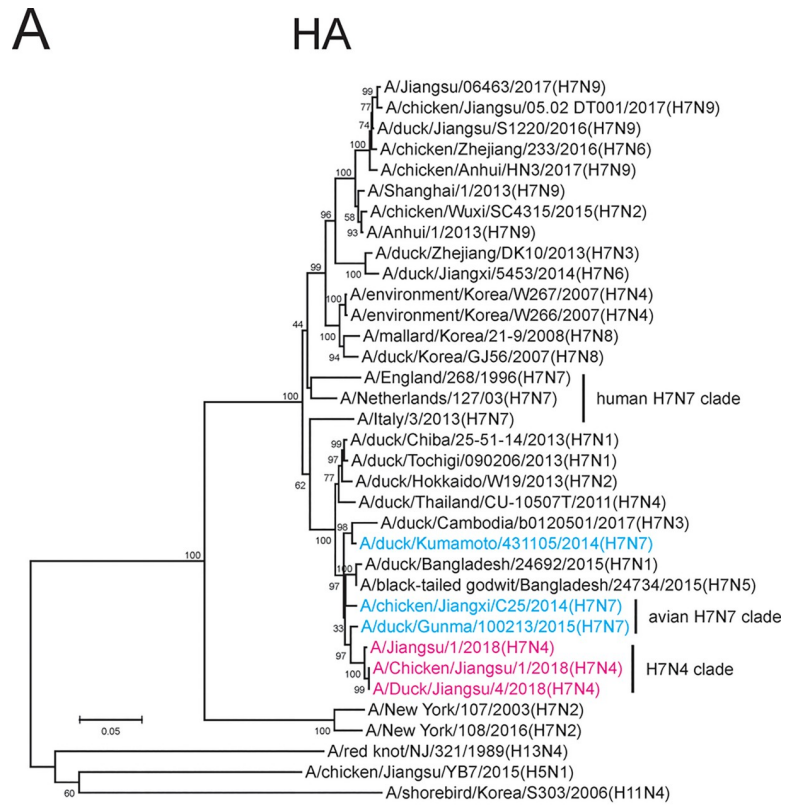 A HA
99 A/Jiangsu/06463/2017(H7N9)
77 A/chicken/Jiangsu/05.02 DT001/2017(H7N9)
74 A/duck/Jiangsu/S1220/2016(H7N9)
100 A/chicken/Zhejiang/233/2016(H7N6)
A/chicken/Anhui/HN3/2017(H7N9)
100 A/Shanghai/1/2013(H7N9)
96 58 A/chicken/Wuxi/SC4315/2015(H7N2)
93 A/Anhui/1/2013(H7N9)
A/duck/Zhejiang/DK10/2013(H7N3)
99 100 A/duck/Jiangxi/5453/2014(H7N6)
100 A/environment/Korea/W267/2007(H7N4)
A/environment/Korea/W266/2007(H7N4)
44 100 A/mallard/Korea/21-9/2008(H7N8)
94 A/duck/Korea/GJ56/2007(H7N8)
A/England/268/1996(H7N7)
100 A/Netherlands/127/03(H7N7) human H7N7 clade
A/Italy/3/2013(H7N7)
99 A/duck/Chiba/25-51-14/2013(H7N1)
97 A/duck/Tochigi/090206/2013(H7N1)
62 77 A/duck/Hokkaido/W19/2013(H7N2)
A/duck/Thailand/CU-10507T/2011(H7N4)
98 A/duck/Cambodia/b0120501/2017(H7N3)
100 A/duck/Kumamoto/431105/2014(H7N7)
100 100 A/duck/Bangladesh/24692/2015(H7N1)
97 A/black-tailed godwit/Bangladesh/24734/2015(H7N5)
A/chicken/Jiangxi/C25/2014(H7N7) avian H7N7 clade
33 A/duck/Gunma/100213/2015(H7N7)
97 A/Jiangsu/1/2018(H7N4)
100 A/Chicken/Jiangsu/1/2018(H7N4) H7N4 clade
99 A/Duck/Jiangsu/4/2018(H7N4)
A/New York/107/2003(H7N2)
0.05 100 A/New York/108/2016(H7N2)
A/red knot/NJ/321/1989(H13N4)
A/chicken/Jiangsu/YB7/2015(H5N1)
60 A/shorebird/Korea/S303/2006(H11N4)